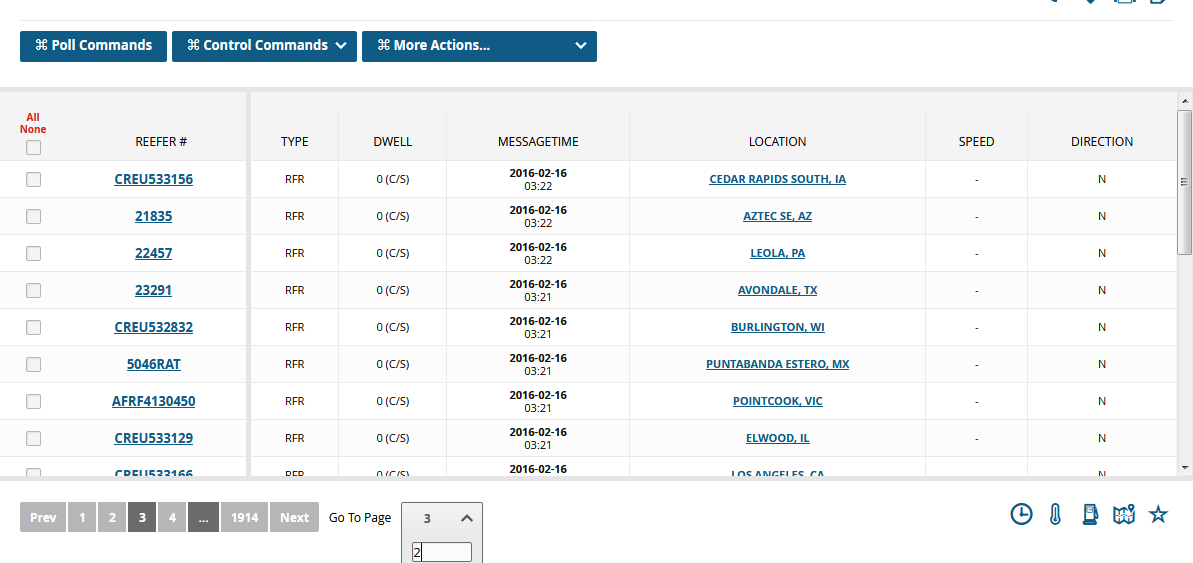 ⌘ Poll Commands ⌘ Control Commands ⌘ More Actions...
All
None
REEFER # TYPE DWELL MESSAGETIME LOCATION SPEED DIRECTION
CREU533156 RFR 0 (C/S) 2016-02-16 03:22 CEDAR RAPIDS SOUTH, IA - N
21835 RFR 0 (C/S) 2016-02-16 03:22 AZTEC SE, AZ - N
22457 RFR 0 (C/S) 2016-02-16 03:22 LEOLA, PA - N
23291 RFR 0 (C/S) 2016-02-16 03:21 AVONDALE, TX - N
CREU532832 RFR 0 (C/S) 2016-02-16 03:21 BURLINGTON, WI - N
5046RAT RFR 0 (C/S) 2016-02-16 03:21 PUNTABANDA ESTERO, MX - N
AFRF4130450 RFR 0 (C/S) 2016-02-16 03:21 POINTCOOK, VIC - N
CREU533129 RFR 0 (C/S) 2016-02-16 03:21 ELWOOD, IL - N
CREU533166 RFR 0 (C/S) 2016-02-16 LOS ANGELES, CA N
Prev 1 2 3 4 ... 1914 Next Go To Page 3
2